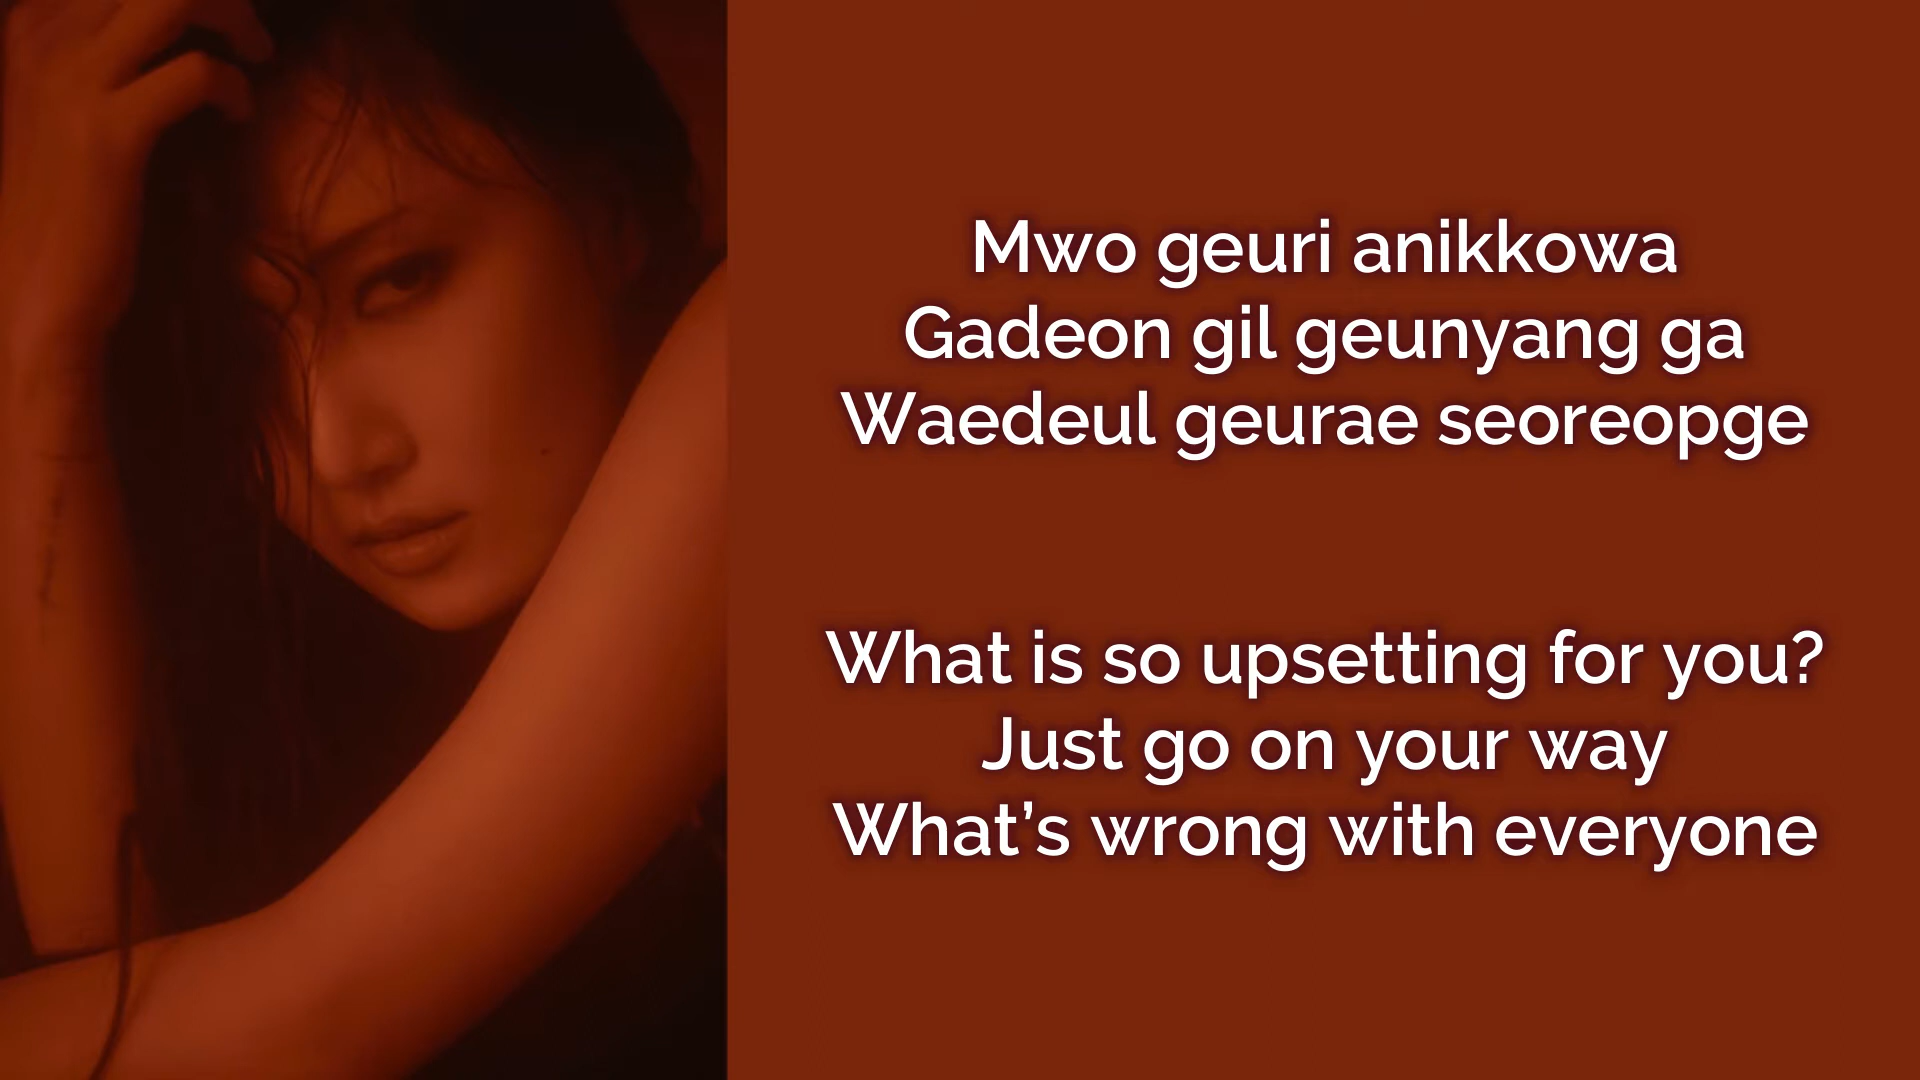 Mwo geuri anikkowa
Gadeon gil geunyang ga
Waedeul geurae seoreopge
What is so upsetting for you?
Just go on your way
What’s wrong with everyone